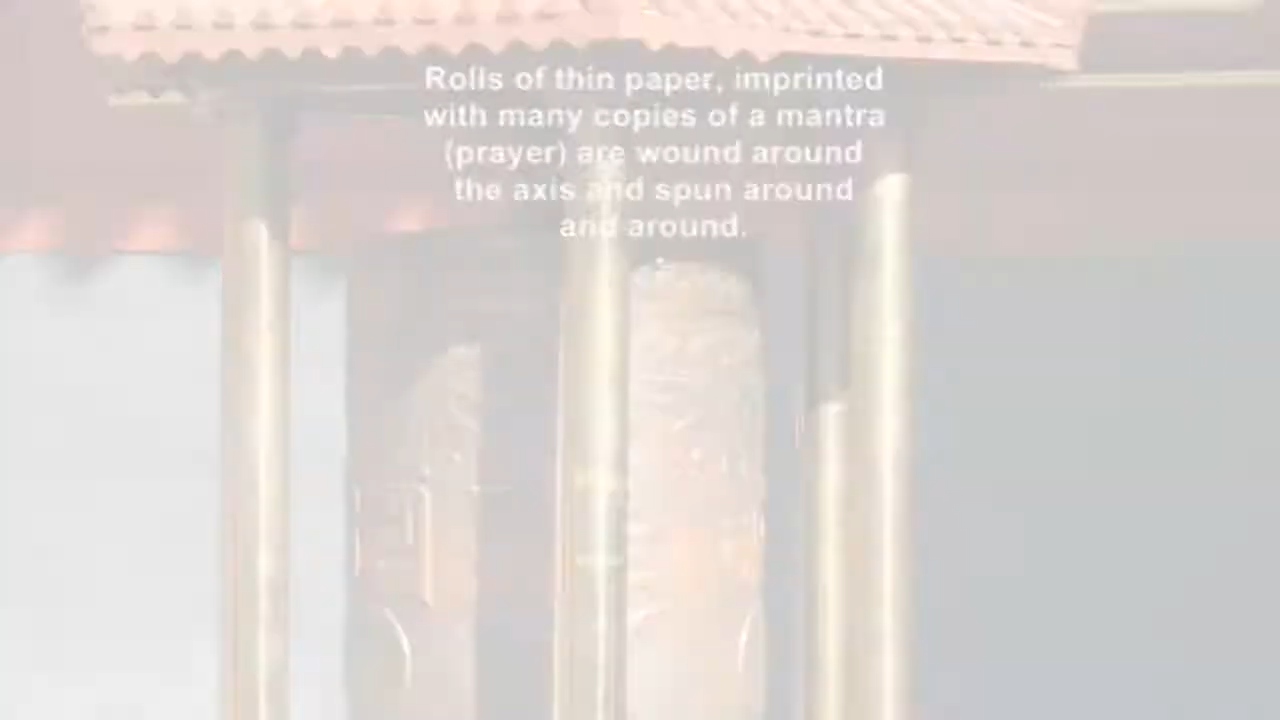 Rolls of thin paper, imprinted
with many copies of a mantra
(prayer) are wound around
the axis and spun around
and around.